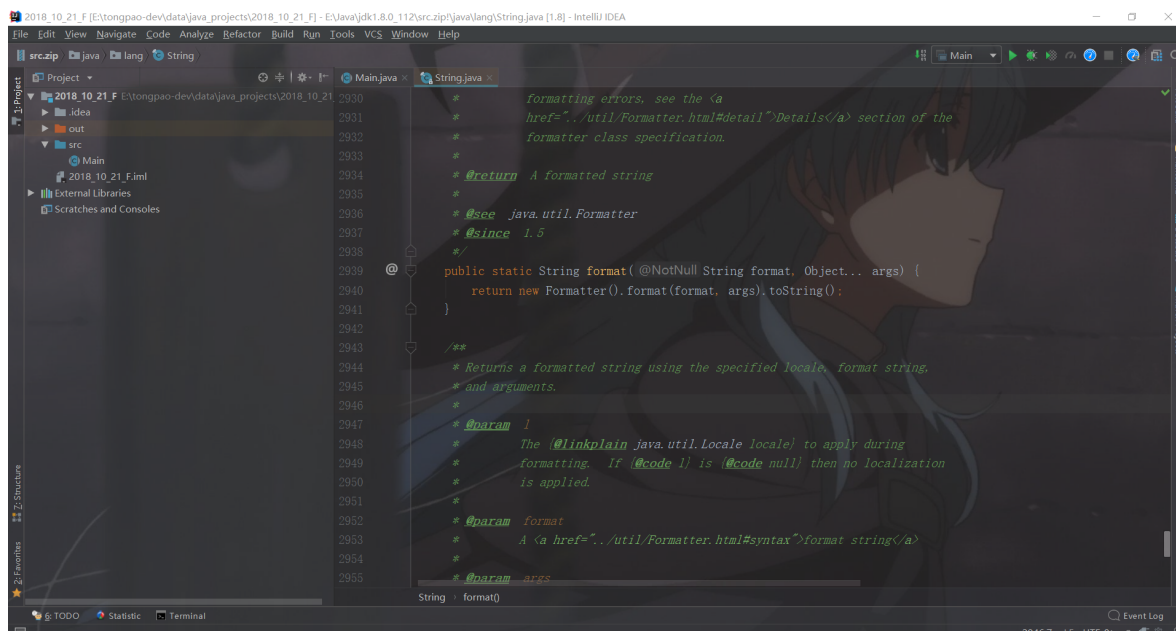 2018_10_21_F [E:\tongpao-dev\data\java_projects\2018_10_21_F] - E:\Java\jdk1.8.0_112\src.zip!\java\lang\String.java [1.8] - IntelliJ IDEA
File Edit View Navigate Code Analyze Refactor Build Run Tools VCS Window Help
src.zip java lang String Main
Project Main.java String.java
1: Project
2018_10_21_F E:\tongpao-dev\data\java_projects\2018_10_21
.idea
out
src
Main
2018_10_21_F.iml
External Libraries
Scratches and Consoles
Z: Structure
2: Favorites
2930 * formatting errors, see the <a
2931 * href="../util/Formatter.html#detail">Details</a> section of the
2932 * formatter class specification.
2933 *
2934 * @return A formatted string
2935 *
2936 * @see java.util.Formatter
2937 * @since 1.5
2938 */
2939 @ public static String format( @NotNull String format, Object... args) {
2940 return new Formatter().format(format, args).toString();
2941 }
2942
2943 /**
2944 * Returns a formatted string using the specified locale, format string,
2945 * and arguments.
2946 *
2947 * @param l
2948 * The {@linkplain java.util.Locale locale} to apply during
2949 * formatting. If {@code l} is {@code null} then no localization
2950 * is applied.
2951 *
2952 * @param format
2953 * A <a href="../util/Formatter.html#syntax">format string</a>
2954 *
2955 * @param args
String › format()
6: TODO Statistic Terminal Event Log